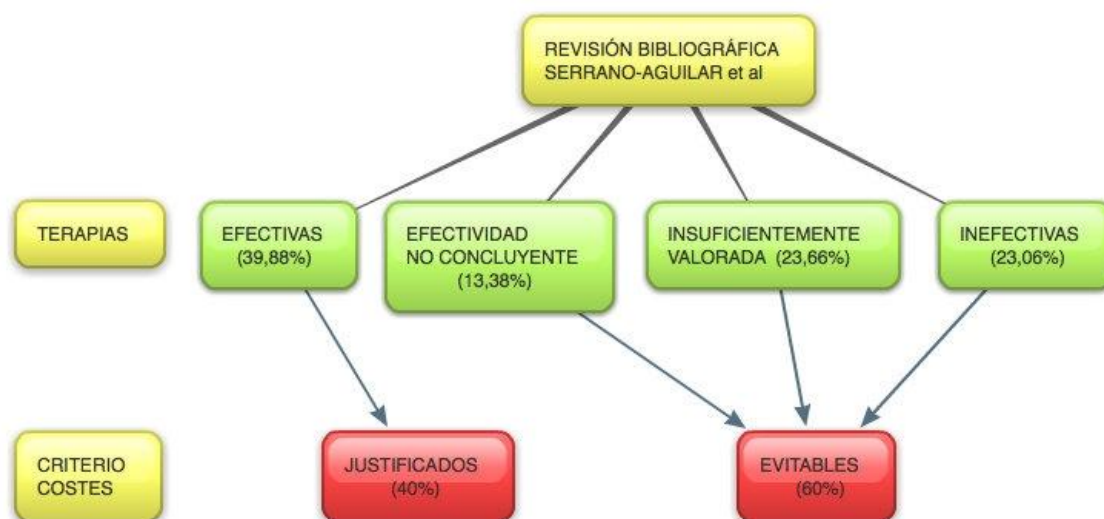 REVISIÓN BIBLIOGRÁFICA
SERRANO-AGUILAR et al
TERAPIAS
EFECTIVAS
(39,88%)
EFECTIVIDAD
NO CONCLUYENTE
(13,38%)
INSUFICIENTEMENTE
VALORADA (23,66%)
INEFECTIVAS
(23,06%)
CRITERIO
COSTES
JUSTIFICADOS
(40%)
EVITABLES
(60%)